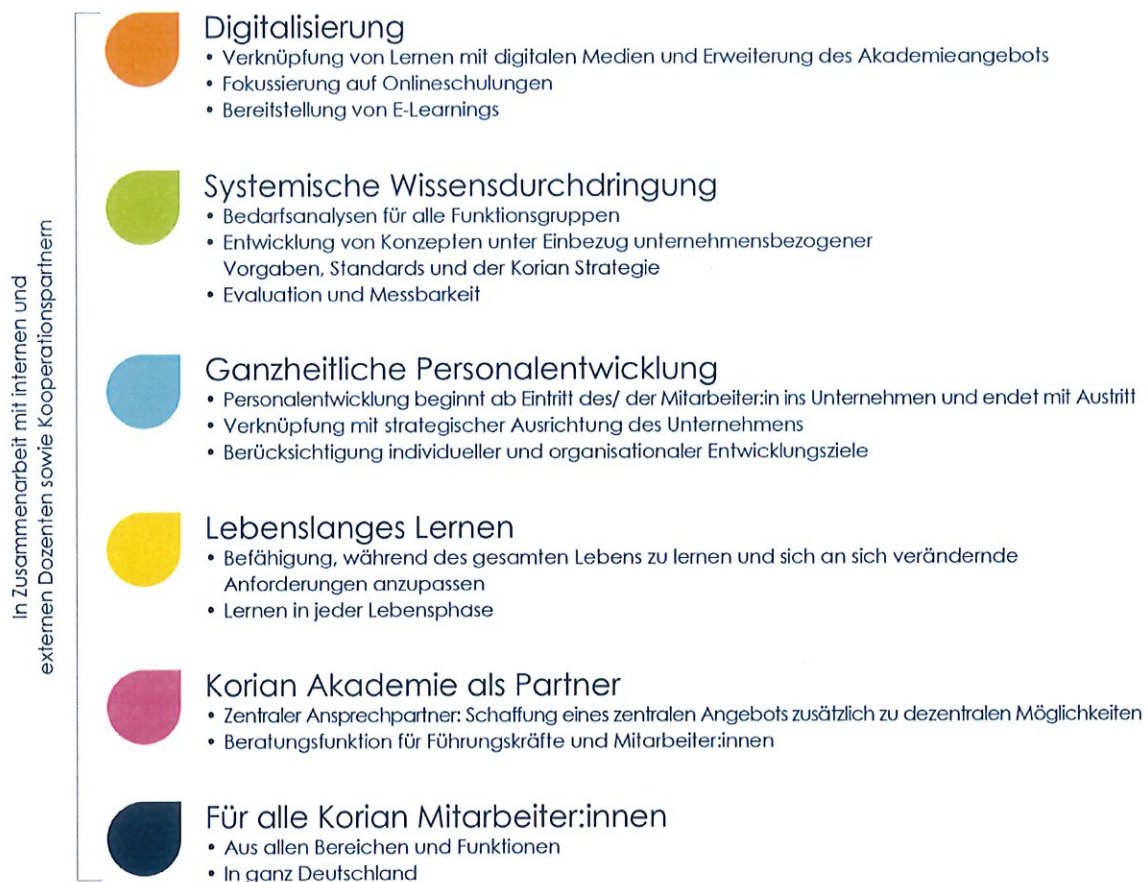 In Zusammenarbeit mit internen und
externen Dozenten sowie Kooperationspartnern
Digitalisierung
• Verknüpfung von Lernen mit digitalen Medien und Erweiterung des Akademieangebots
• Fokussierung auf Onlineschulungen
• Bereitstellung von E-Learnings
Systemische Wissensdurchdringung
• Bedarfsanalysen für alle Funktionsgruppen
• Entwicklung von Konzepten unter Einbezug unternehmensbezogener
Vorgaben, Standards und der Korian Strategie
• Evaluation und Messbarkeit
Ganzheitliche Personalentwicklung
• Personalentwicklung beginnt ab Eintritt des/ der Mitarbeiter:in ins Unternehmen und endet mit Austritt
• Verknüpfung mit strategischer Ausrichtung des Unternehmens
• Berücksichtigung individueller und organisationaler Entwicklungsziele
Lebenslanges Lernen
• Befähigung, während des gesamten Lebens zu lernen und sich an sich verändernde
Anforderungen anzupassen
• Lernen in jeder Lebensphase
Korian Akademie als Partner
• Zentraler Ansprechpartner: Schaffung eines zentralen Angebots zusätzlich zu dezentralen Möglichkeiten
• Beratungsfunktion für Führungskräfte und Mitarbeiter:innen
Für alle Korian Mitarbeiter:innen
• Aus allen Bereichen und Funktionen
• In ganz Deutschland